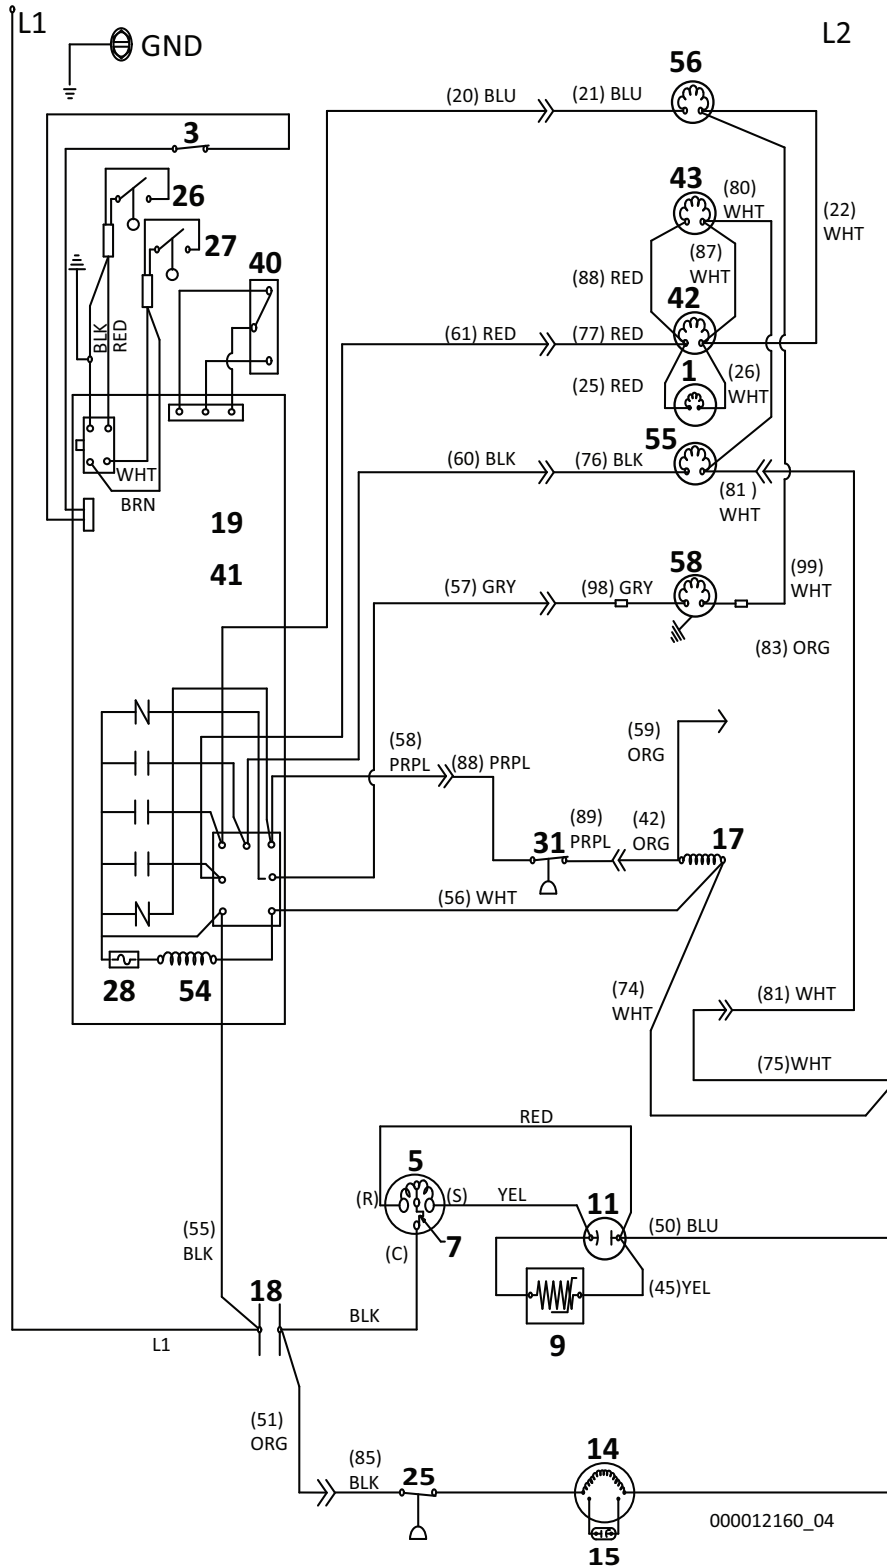 L1
GND
L2
56
(20) BLU
(21) BLU
3
43
(80)
WHT
26
(22)
WHT
27
(87)
WHT
40
(88) RED
42
BLK
RED
(61) RED
(77) RED
1
(25) RED
(26)
WHT
55
(60) BLK
(76) BLK
WHT
(81 )
WHT
BRN
19
41
58
(57) GRY
(98) GRY
(99)
WHT
(83) ORG
(58)
PRPL
(88) PRPL
(59)
ORG
31
(89)
PRPL
(42)
ORG
17
(56) WHT
28
54
(74)
WHT
(81) WHT
(75)WHT
RED
5
(R)
(S)
YEL
11
(50) BLU
(55)
BLK
(C)
7
(45)YEL
18
BLK
9
L1
(51)
ORG
(85)
BLK
25
14
000012160_04
15